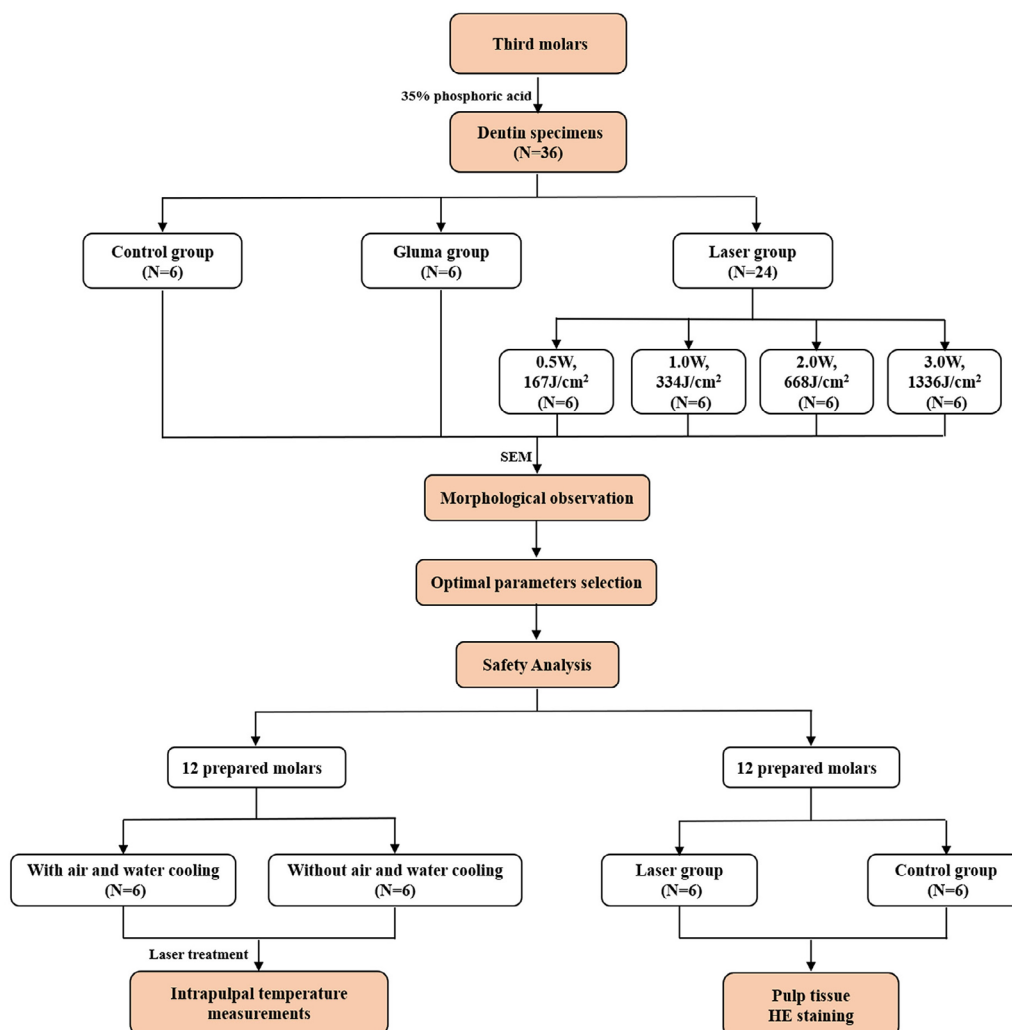 Third molars
35% phosphoric acid
Dentin specimens
(N=36)
Control group
(N=6)
Gluma group
(N=6)
Laser group
(N=24)
0.5W,
167J/cm²
(N=6)
1.0W,
334J/cm²
(N=6)
2.0W,
668J/cm²
(N=6)
3.0W,
1336J/cm²
(N=6)
SEM
Morphological observation
Optimal parameters selection
Safety Analysis
12 prepared molars
12 prepared molars
With air and water cooling
(N=6)
Without air and water cooling
(N=6)
Laser group
(N=6)
Control group
(N=6)
Laser treatment
Intrapulpal temperature
measurements
Pulp tissue
HE staining